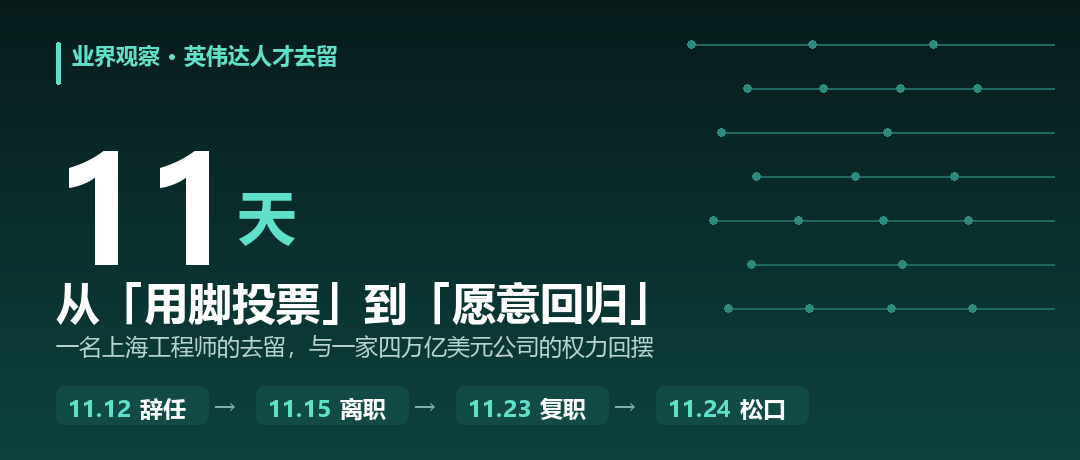 业界观察·英伟达人才去留
11天
从「用脚投票」到「愿意回归」
一名上海工程师的去留，与一家四万亿美元公司的权力回摆
11.12 辞任 → 11.15 离职 → 11.23 复职 → 11.24 松口